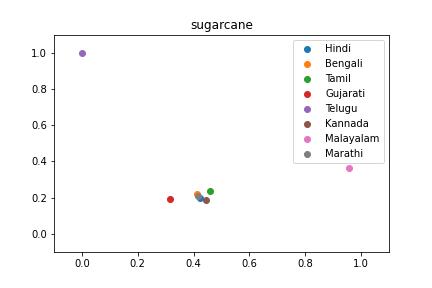 sugarcane
1.0
0.8
0.6
0.4
0.2
0.0
0.0 0.2 0.4 0.6 0.8 1.0
Hindi
Bengali
Tamil
Gujarati
Telugu
Kannada
Malayalam
Marathi